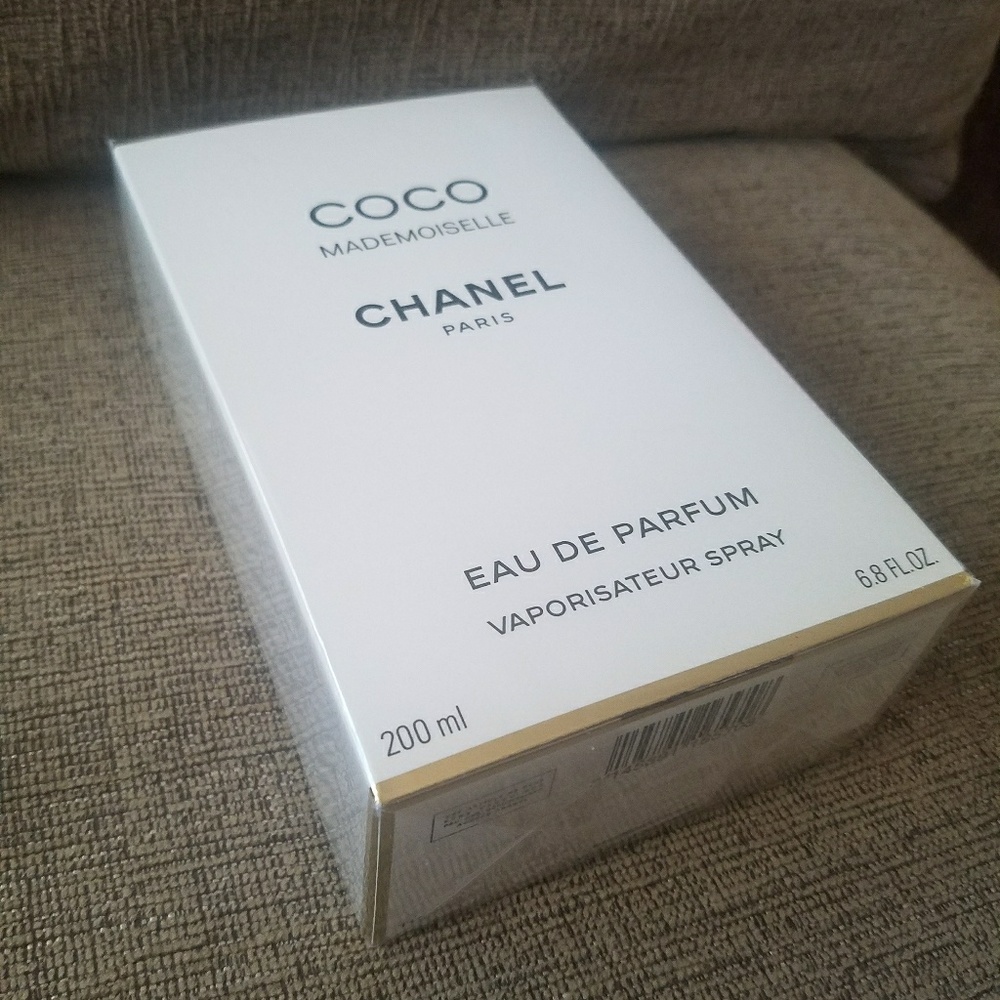 COCO
MADEMOISELLE
CHANEL
PARIS
EAU DE PARFUM
VAPORISATEUR SPRAY
200 ml
6.8 FL.OZ.